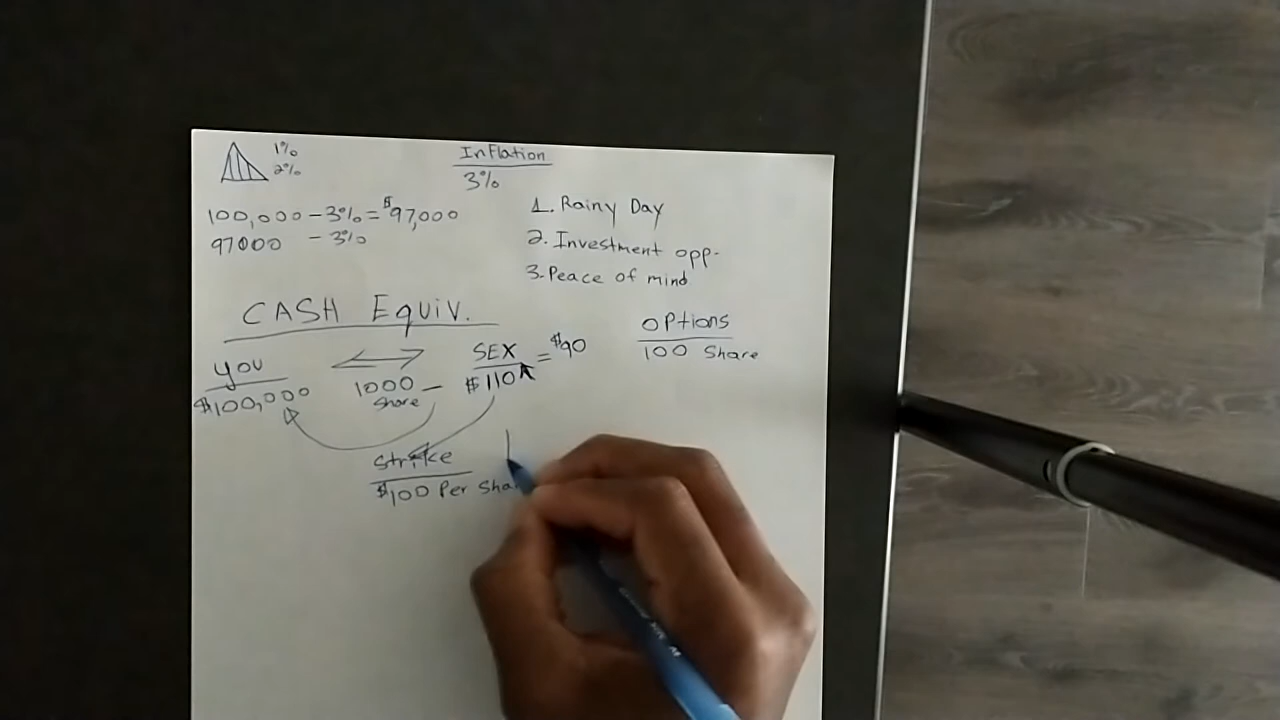 1%
2%
Inflation
3%
100,000 - 3% = $97,000
97000 - 3%
1. Rainy Day
2. Investment opp-
3. Peace of mind
CASH Equiv.
you
$100,000
1000
share
SEX = $90
$110
options
100 Share
Strike
$100 Per